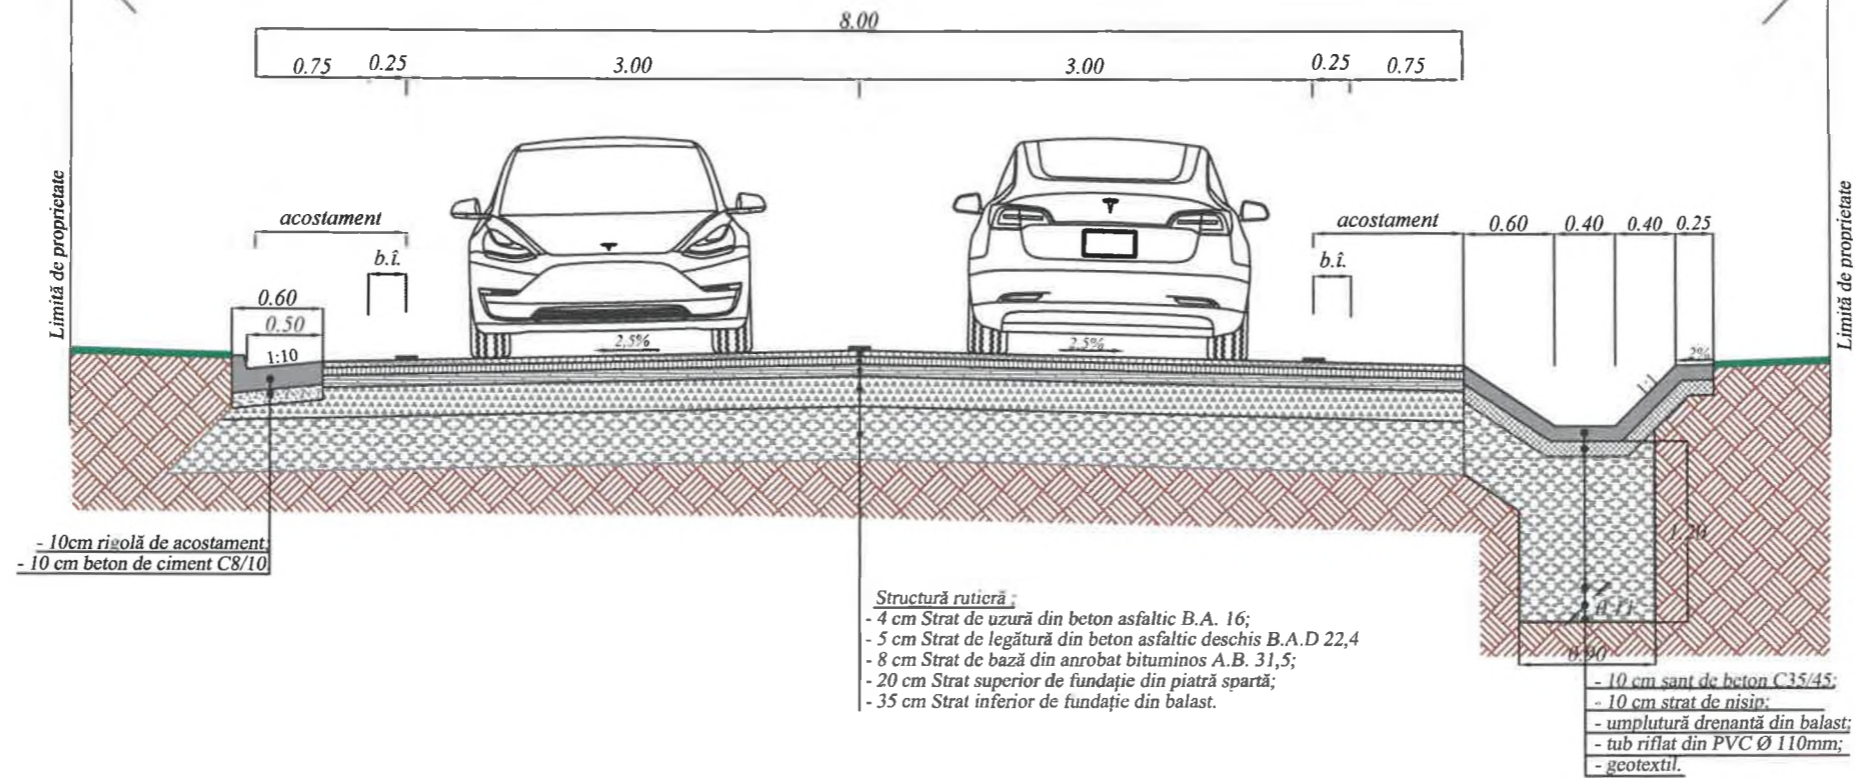 8.00
0.75 0.25 3.00 3.00 0.25 0.75
Limită de proprietate
acostament
b.î.
0.60
0.50
1:10
2,5%
2.5%
acostament
b.î.
0.60 0.40 0.40 0.25
2%
1:1
Limită de proprietate
1.20
0.11
0.90
- 10cm rigolă de acostament;
- 10 cm beton de ciment C8/10
Structură rutieră :
- 4 cm Strat de uzură din beton asfaltic B.A. 16;
- 5 cm Strat de legătură din beton asfaltic deschis B.A.D 22,4
- 8 cm Strat de bază din anrobat bituminos A.B. 31,5;
- 20 cm Strat superior de fundație din piatră spartă;
- 35 cm Strat inferior de fundație din balast.
- 10 cm șanț de beton C35/45;
- 10 cm strat de nisip;
- umplutură drenantă din balast;
- tub riflat din PVC Ø 110mm;
- geotextil.